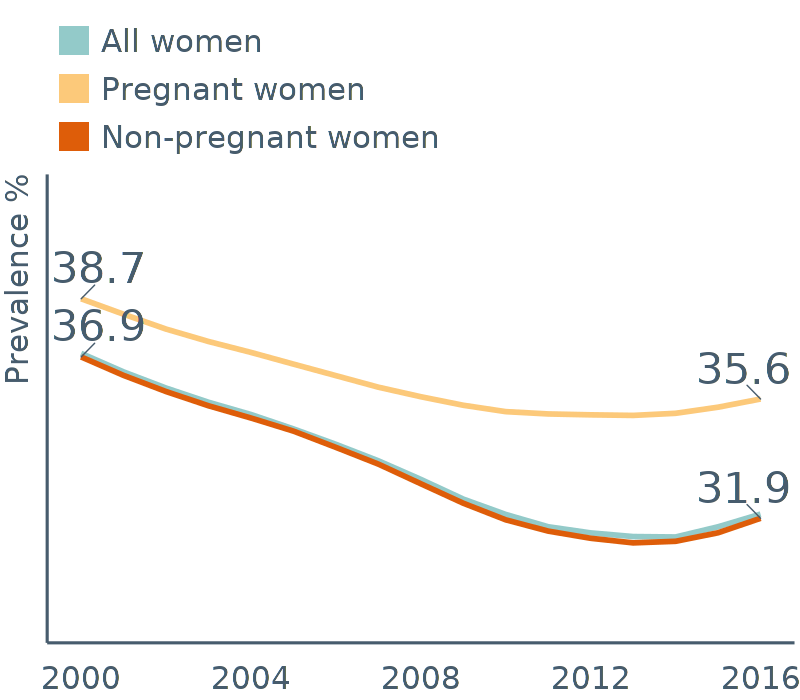 All women
Pregnant women
Non-pregnant women
Prevalence %
38.7
36.9
35.6
31.9
2000 2004 2008 2012 2016